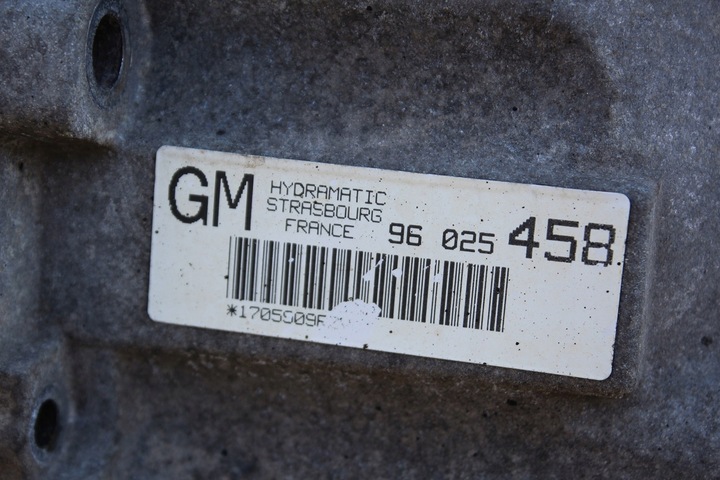 GM HYDRAMATIC
STRASBOURG
FRANCE 96 025 458